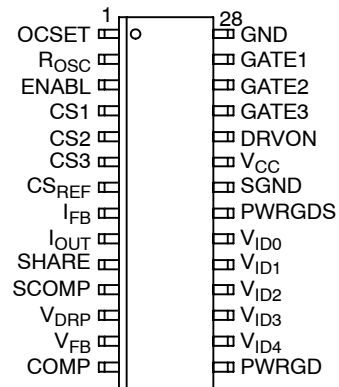 1 28
OCSET GND
ROSC GATE1
ENABL GATE2
CS1 GATE3
CS2 DRVON
CS3 VCC
CSREF SGND
IFB PWRGDS
IOUT VID0
SHARE VID1
SCOMP VID2
VDRP VID3
VFB VID4
COMP PWRGD